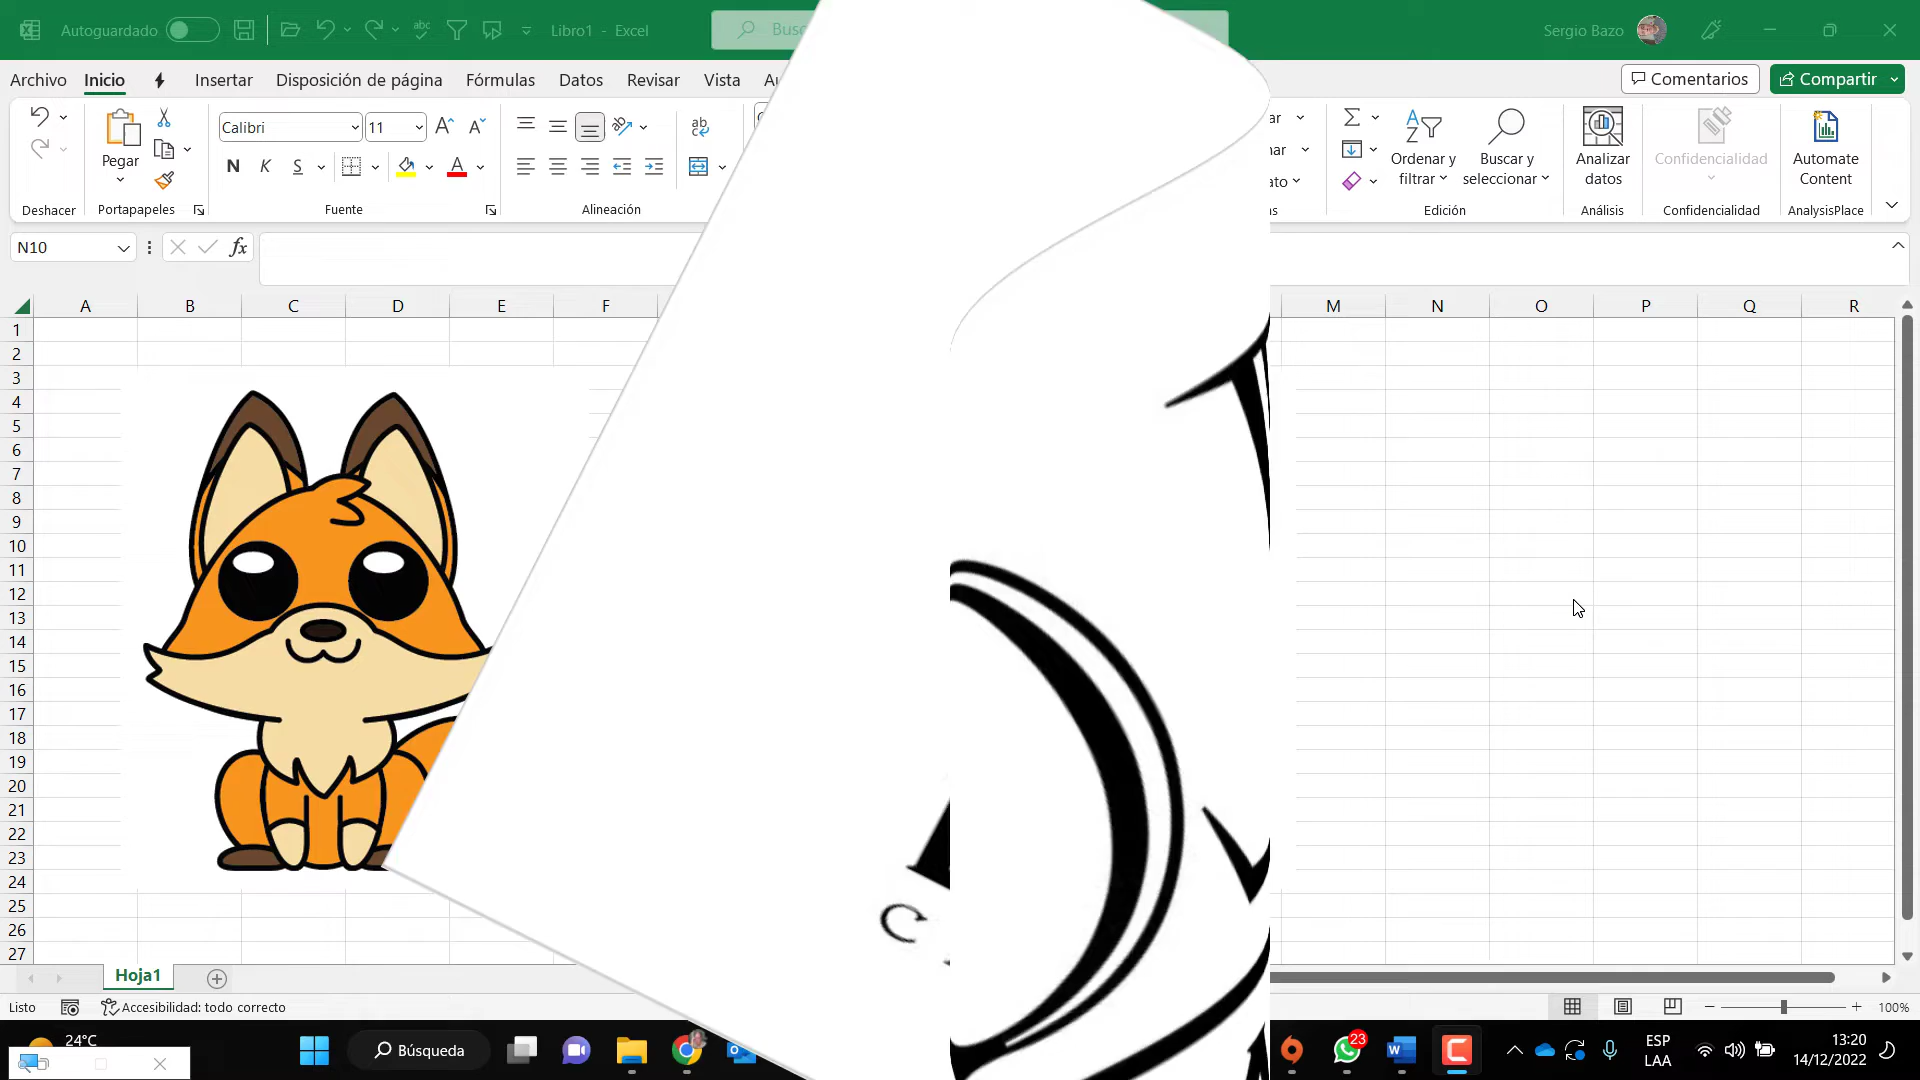 Autoguardado
Libro1 - Excel
Sergio Bazo
Archivo Inicio Insertar Disposición de página Fórmulas Datos Revisar Vista
Comentarios Compartir
Calibri 11
Pegar
N K S
Ordenar y filtrar
Buscar y seleccionar
Analizar datos
Confidencialidad
Automate Content
Deshacer Portapapeles Fuente Alineación Edición Análisis Confidencialidad AnalysisPlace
N10 fx
A B C D E F M N O P Q R
1
2
3
4
5
6
7
8
9
10
11
12
13
14
15
16
17
18
19
20
21
22
23
24
25
26
27
Hoja1
Listo Accesibilidad: todo correcto 100%
24°C
Búsqueda
23
ESP
LAA
13:20
14/12/2022